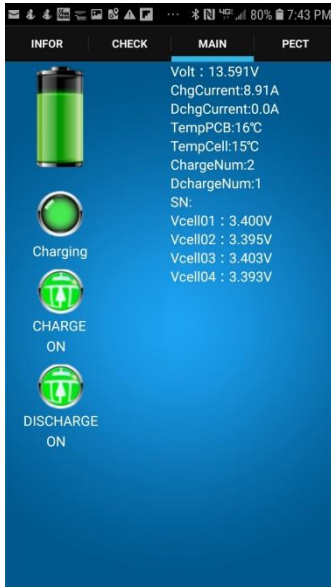 80% 7:43 PM
INFOR CHECK MAIN PECT
Volt : 13.591V
ChgCurrent:8.91A
DchgCurrent:0.0A
TempPCB:16℃
TempCell:15℃
ChargeNum:2
DchargeNum:1
SN:
Vcell01 : 3.400V
Vcell02 : 3.395V
Vcell03 : 3.403V
Vcell04 : 3.393V
Charging
CHARGE
ON
DISCHARGE
ON